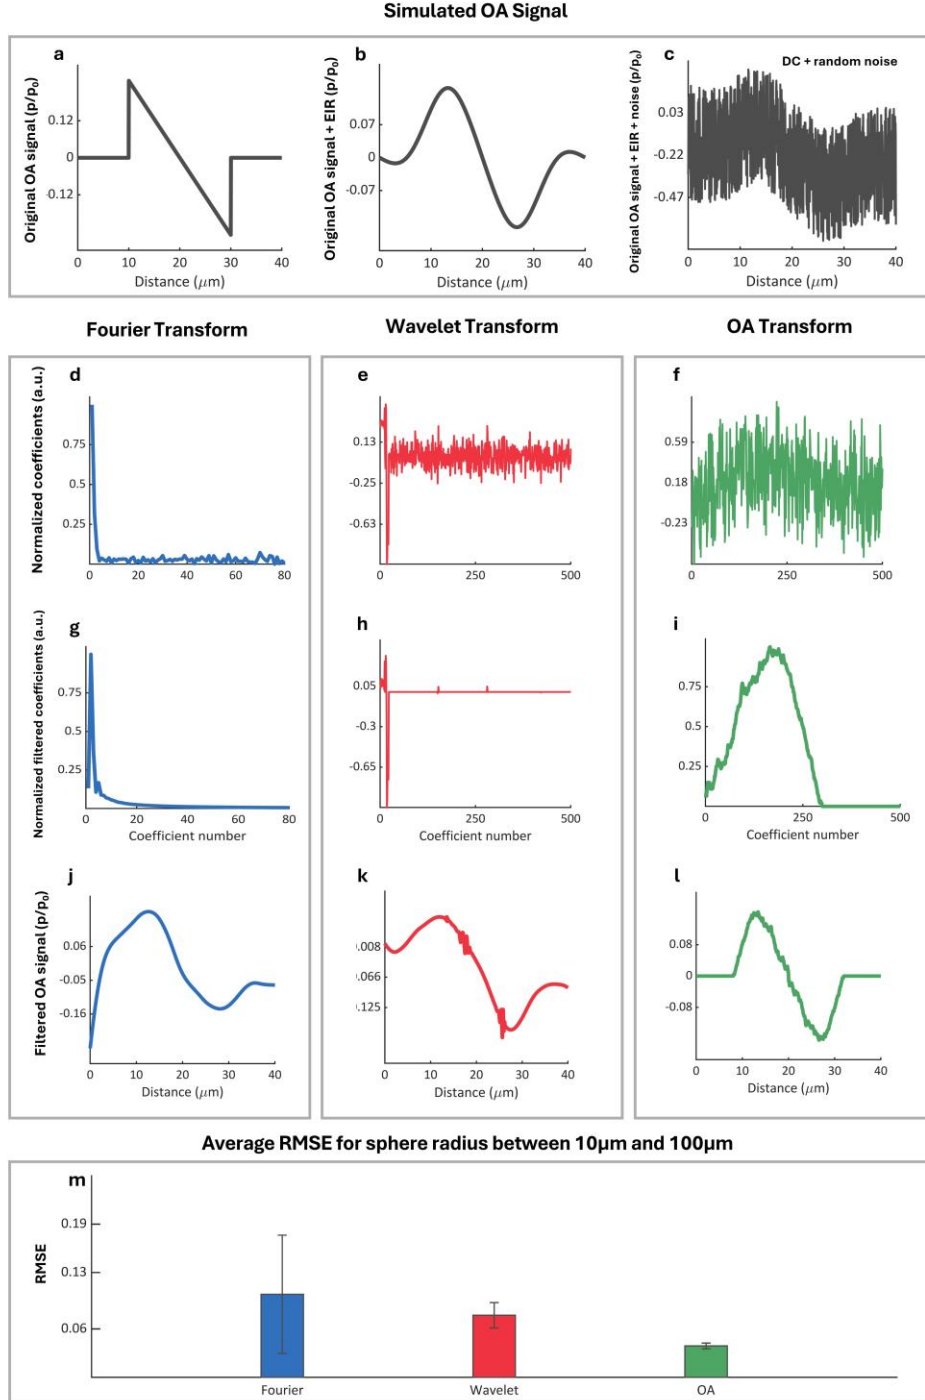 Simulated OA Signal
a
Original OA signal (p/p₀)
0.12
0
0.12
0
10
20
30
40
Distance (μm)
b
Original OA signal + EIR (p/p₀)
0.07
0
-0.07
0
10
20
30
40
Distance (μm)
c
DC + random noise
Original OA signal + EIR + noise (p/p₀)
0.03
-0.22
-0.47
0
10
20
30
40
Distance (μm)
Fourier Transform
Wavelet Transform
OA Transform
d
Normalized coefficients (a.u.)
0.75
0.5
0.25
0
20
40
60
80
e
0.13
-0.25
-0.63
0
250
500
f
0.59
0.18
-0.23
0
250
500
g
Normalized filtered coefficients (a.u.)
0.75
0.5
0.25
0
20
40
60
80
Coefficient number
h
0.05
-0.3
-0.65
0
250
500
Coefficient number
i
0.75
0.5
0.25
0
250
500
Coefficient number
j
Filtered OA signal (p/p₀)
0.06
-0.05
-0.16
0
10
20
30
40
Distance (μm)
k
.008
.066
.125
0
10
20
30
40
Distance (μm)
l
0.08
0
-0.08
0
10
20
30
40
Distance (μm)
Average RMSE for sphere radius between 10μm and 100μm
m
RMSE
0.19
0.13
0.06
Fourier
Wavelet
OA